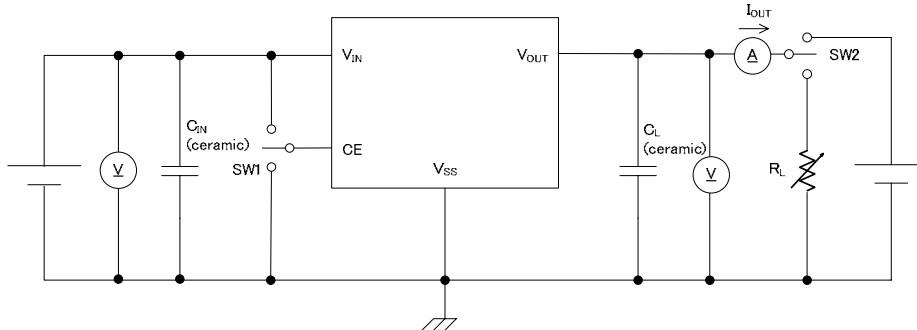 I_OUT
V_IN
V_OUT
A
SW2
C_IN
(ceramic)
C_L
(ceramic)
V
CE
SW1
V_SS
V
R_L